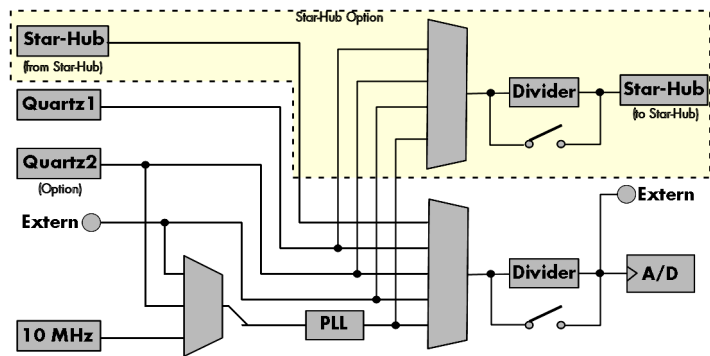 Star-Hub Option
Star-Hub
(from Star-Hub)
Quartz1
Divider
Star-Hub
(to Star-Hub)
Quartz2
(Option)
Extern
Extern
Divider
A/D
PLL
10 MHz